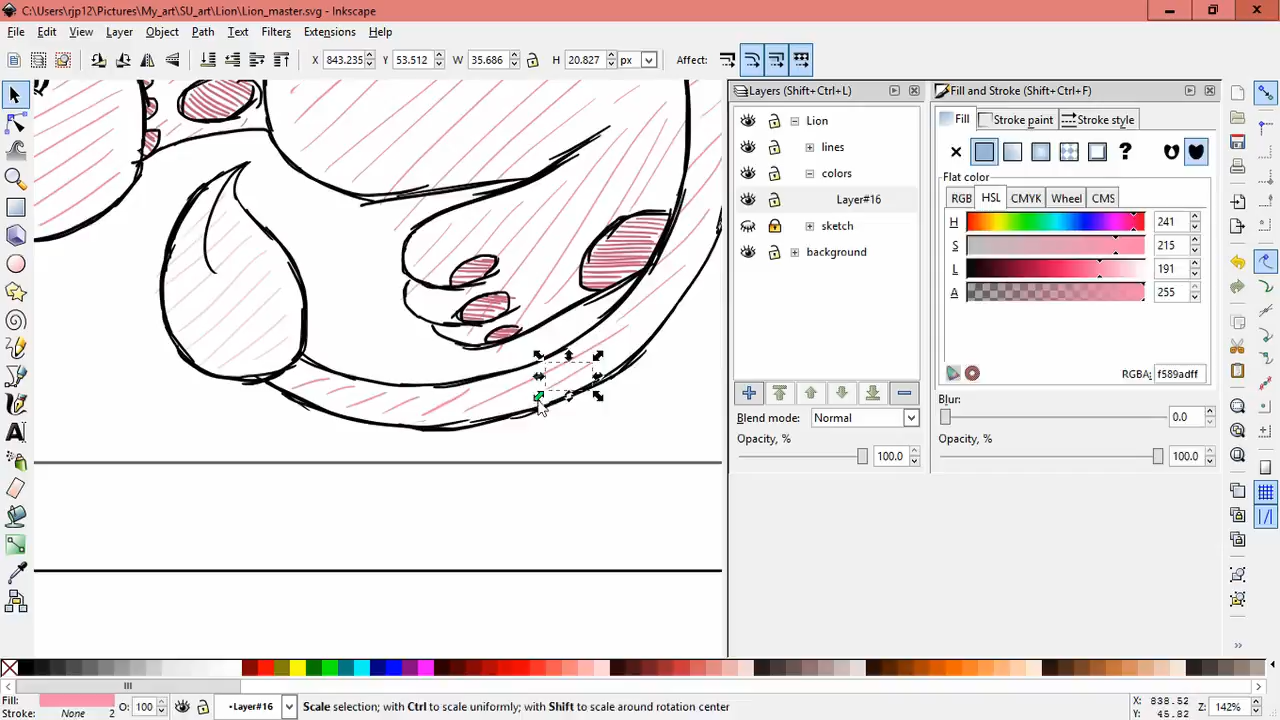 C:\Users\rjp12\Pictures\My_art\SU_art\Lion\Lion_master.svg - Inkscape
File Edit View Layer Object Path Text Filters Extensions Help
X 843.235 Y 53.512 W 35.686 H 20.827 px Affect:
Layers (Shift+Ctrl+L)
Fill and Stroke (Shift+Ctrl+F)
Lion
lines
colors
Layer#16
sketch
background
Fill Stroke paint Stroke style
?
Flat color
RGB HSL CMYK Wheel CMS
H 241
S 215
L 191
A 255
RGBA: f589adff
Blend mode: Normal
Opacity, % 100.0
Blur: 0.0
Opacity, % 100.0
Fill:
Stroke: None 2
O: 100
•Layer#16
Scale selection; with Ctrl to scale uniformly; with Shift to scale around rotation center
X: 838.52
Y: 45.82
Z: 142%